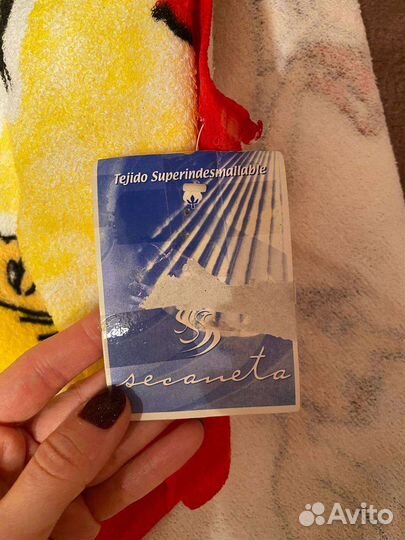 Tejido Superindesmallable
secaneta
Avito